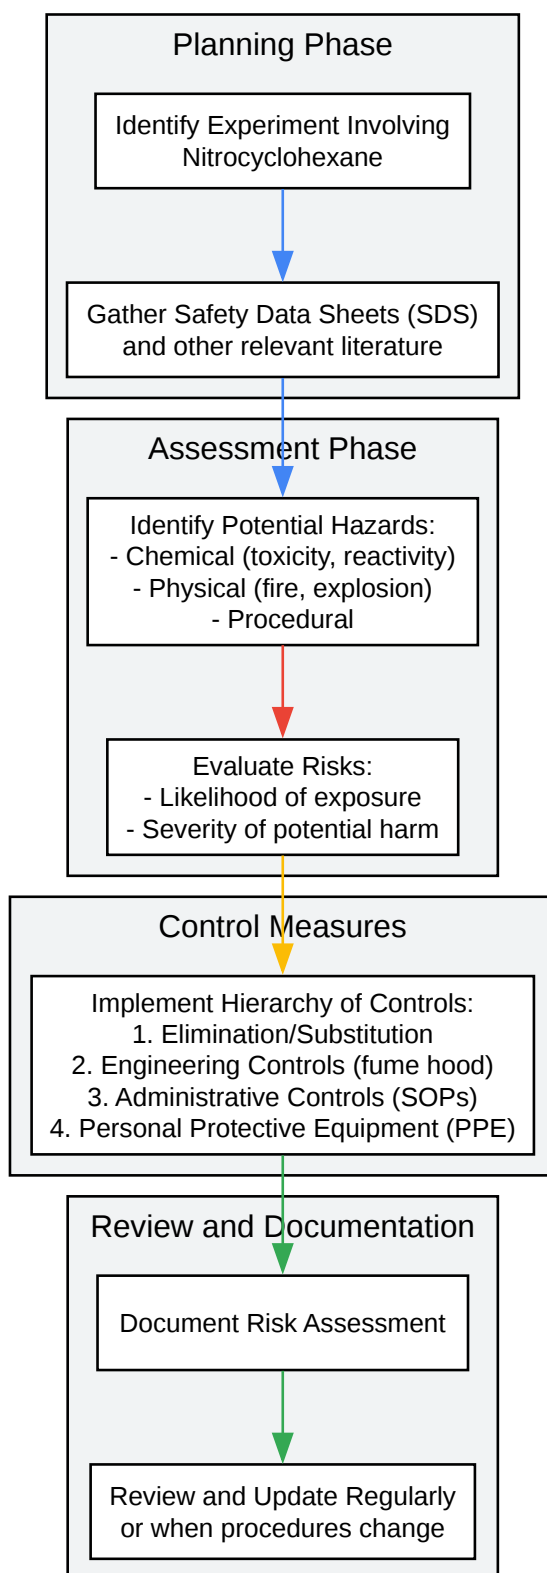 Planning Phase
Identify Experiment Involving
Nitrocyclohexane
Gather Safety Data Sheets (SDS)
and other relevant literature
Assessment Phase
Identify Potential Hazards:
- Chemical (toxicity, reactivity)
- Physical (fire, explosion)
- Procedural
Evaluate Risks:
- Likelihood of exposure
- Severity of potential harm
Control Measures
Implement Hierarchy of Controls:
1. Elimination/Substitution
2. Engineering Controls (fume hood)
3. Administrative Controls (SOPs)
4. Personal Protective Equipment (PPE)
Review and Documentation
Document Risk Assessment
Review and Update Regularly
or when procedures change